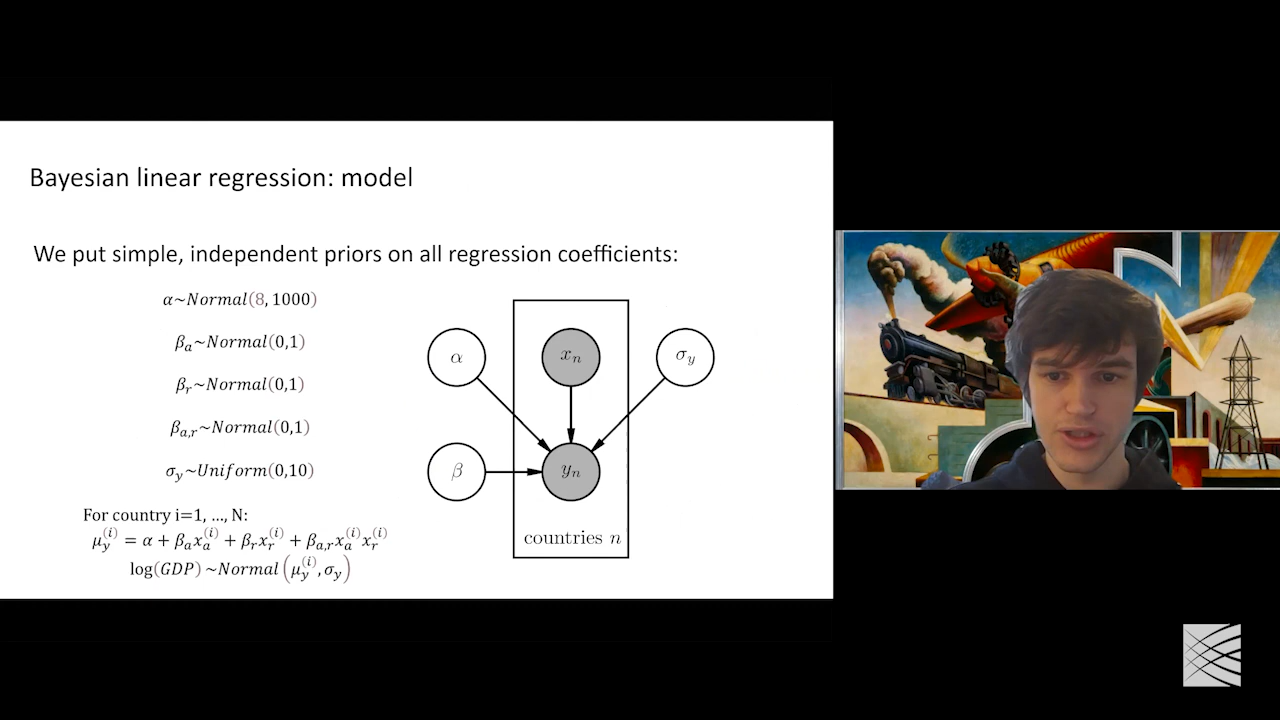 Bayesian linear regression: model
We put simple, independent priors on all regression coefficients:
α~Normal(8,1000)
β_a~Normal(0,1)
β_r~Normal(0,1)
β_{a,r}~Normal(0,1)
σ_y~Uniform(0,10)
For country i=1, ..., N:
μ_y^{(i)} = α + β_a x_a^{(i)} + β_r x_r^{(i)} + β_{a,r} x_a^{(i)} x_r^{(i)}
log(GDP) ~Normal(μ_y^{(i)}, σ_y)
α
x_n
σ_y
β
y_n
countries n